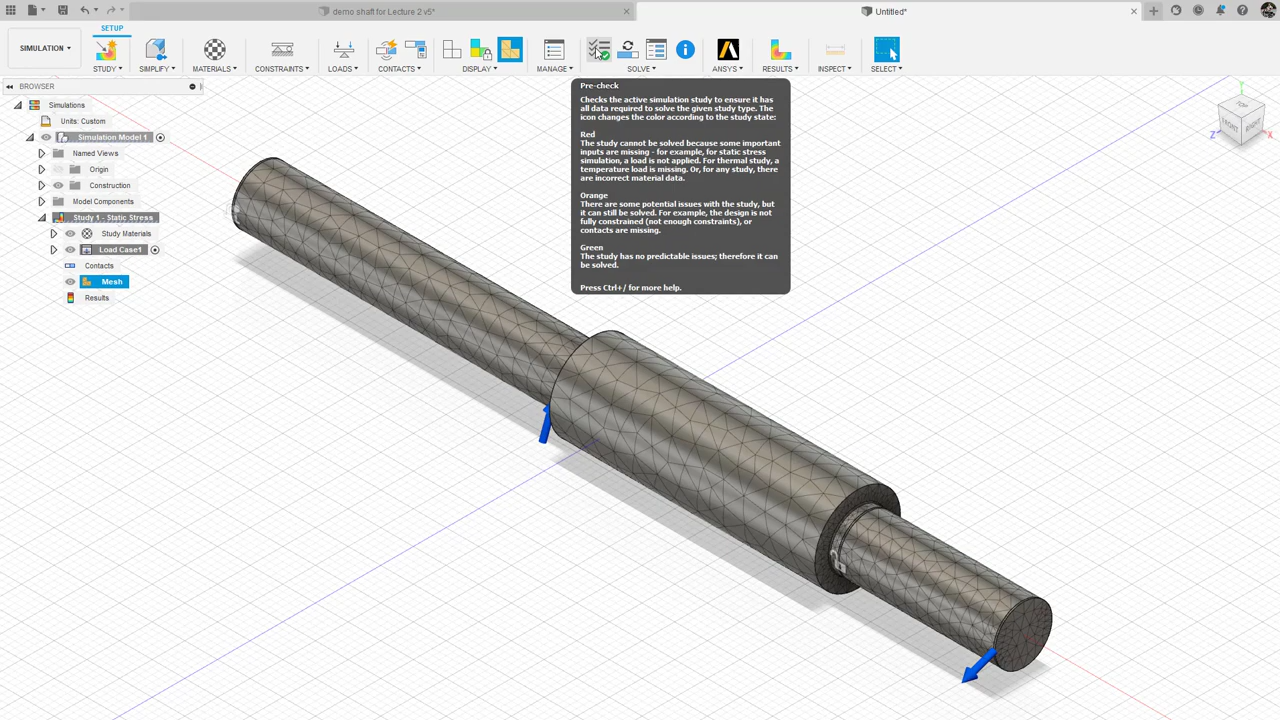 demo shaft for Lecture 2 v5*
Untitled*
SETUP
SIMULATION
STUDY
SIMPLIFY
MATERIALS
CONSTRAINTS
LOADS
CONTACTS
DISPLAY
MANAGE
SOLVE
ANSYS
RESULTS
INSPECT
SELECT
BROWSER
Simulations
Units: Custom
Simulation Model 1
Named Views
Origin
Construction
Model Components
Study 1 - Static Stress
Study Materials
Load Case1
Contacts
Mesh
Results
Pre-check
Checks the active simulation study to ensure it has
all data required to solve the given study type. The
icon changes the color according to the study state:
Red
The study cannot be solved because some important
inputs are missing - for example, for static stress
simulation, a load is not applied. For thermal study, a
temperature load is missing. Or, for any study, there
are incorrect material data.
Orange
There are some potential issues with the study, but
it can still be solved. For example, the design is not
fully constrained (not enough constraints), or
contacts are missing.
Green
The study has no predictable issues; therefore it can
be solved.
Press Ctrl+/ for more help.
TOP
FRONT
RIGHT
Y
Z
X